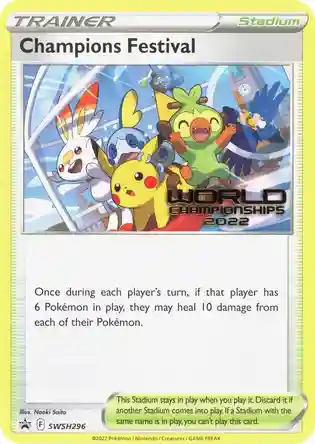 TRAINER Stadium
Champions Festival
WORLD
CHAMPIONSHIPS
2022
Once during each player's turn, if that player has
6 Pokémon in play, they may heal 10 damage from
each of their Pokémon.
Illus. Naoki Saito
F SWSH296
This Stadium stays in play when you play it. Discard it if
another Stadium comes into play. If a Stadium with the
same name is in play, you can't play this card.
©2022 Pokémon / Nintendo / Creatures / GAME FREAK